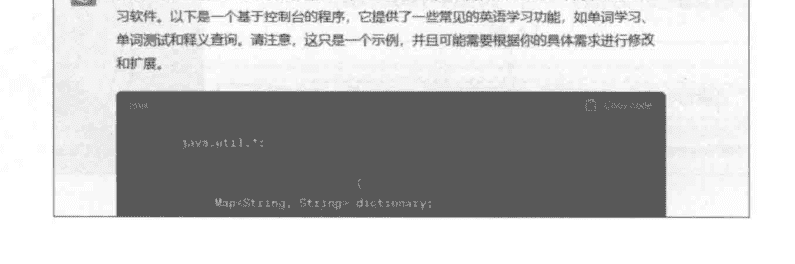 习软件。以下是一个基于控制台的程序，它提供了一些常见的英语学习功能，如单词学习、
单词测试和释义查询。请注意，这只是一个示例，并且可能需要根据你的具体需求进行修改
和扩展。
java
Copy code
java.util.*;
{
Map<String, String> dictionary;